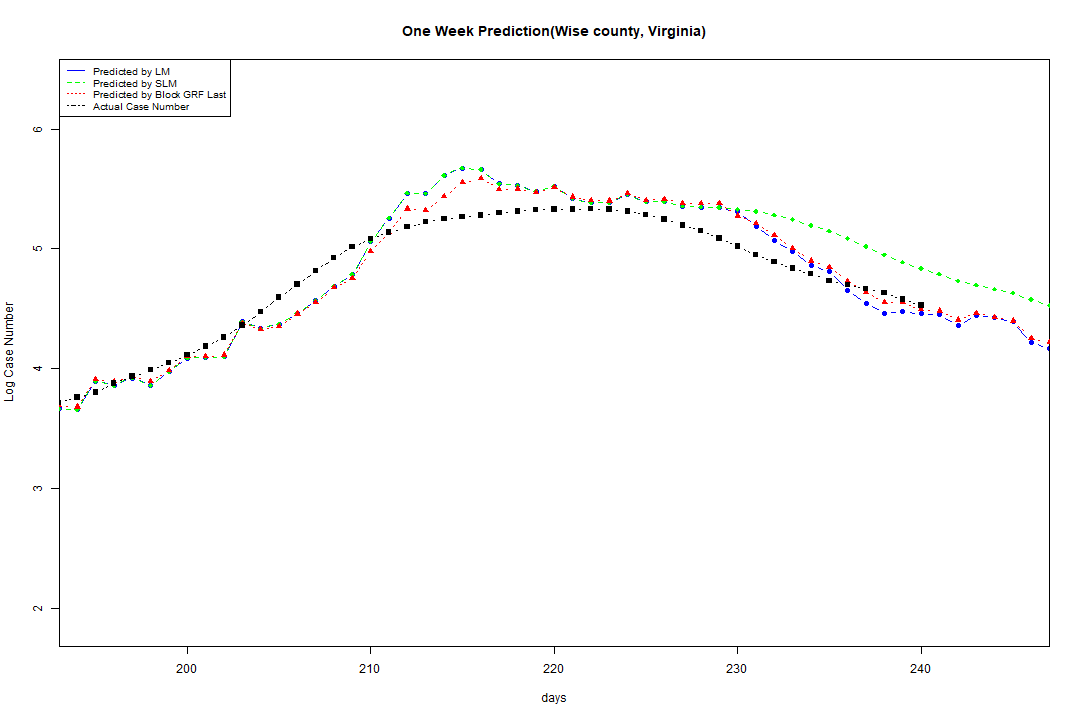 One Week Prediction(Wise county, Virginia)
Predicted by LM
Predicted by SLM
Predicted by Block GRF Last
Actual Case Number
6
5
4
3
2
Log Case Number
200 210 220 230 240
days